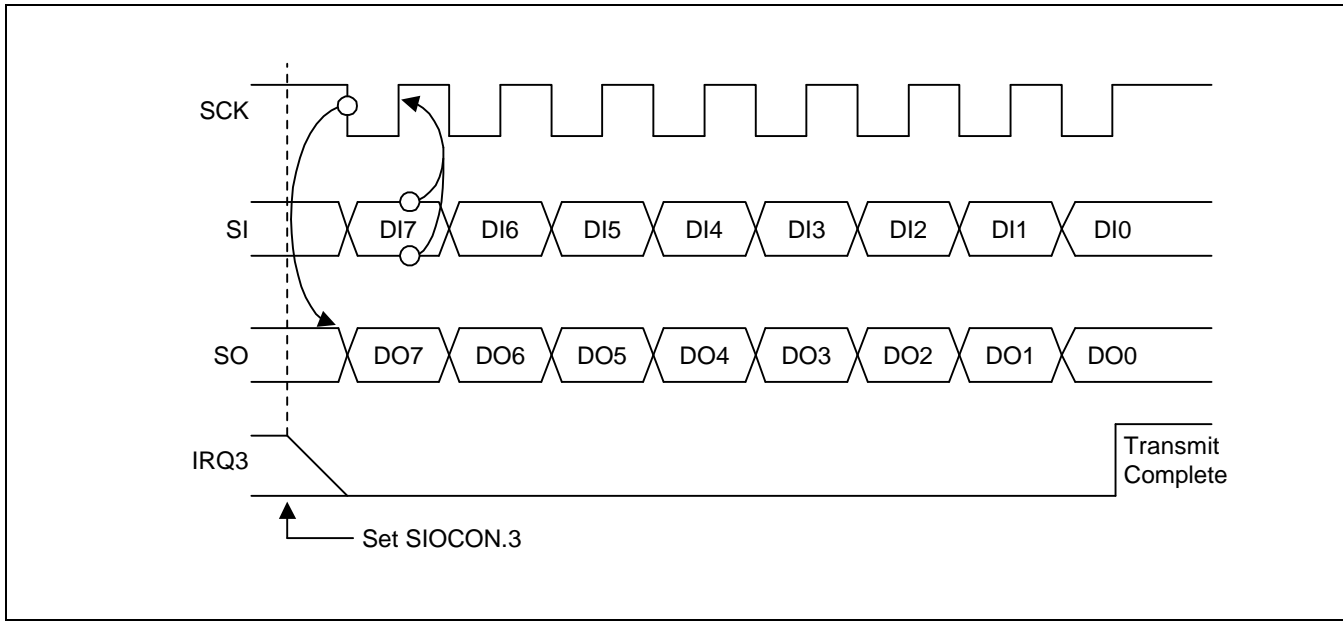 SCK
SI DI7 DI6 DI5 DI4 DI3 DI2 DI1 DI0
SO DO7 DO6 DO5 DO4 DO3 DO2 DO1 DO0
IRQ3
Transmit
Complete
Set SIOCON.3